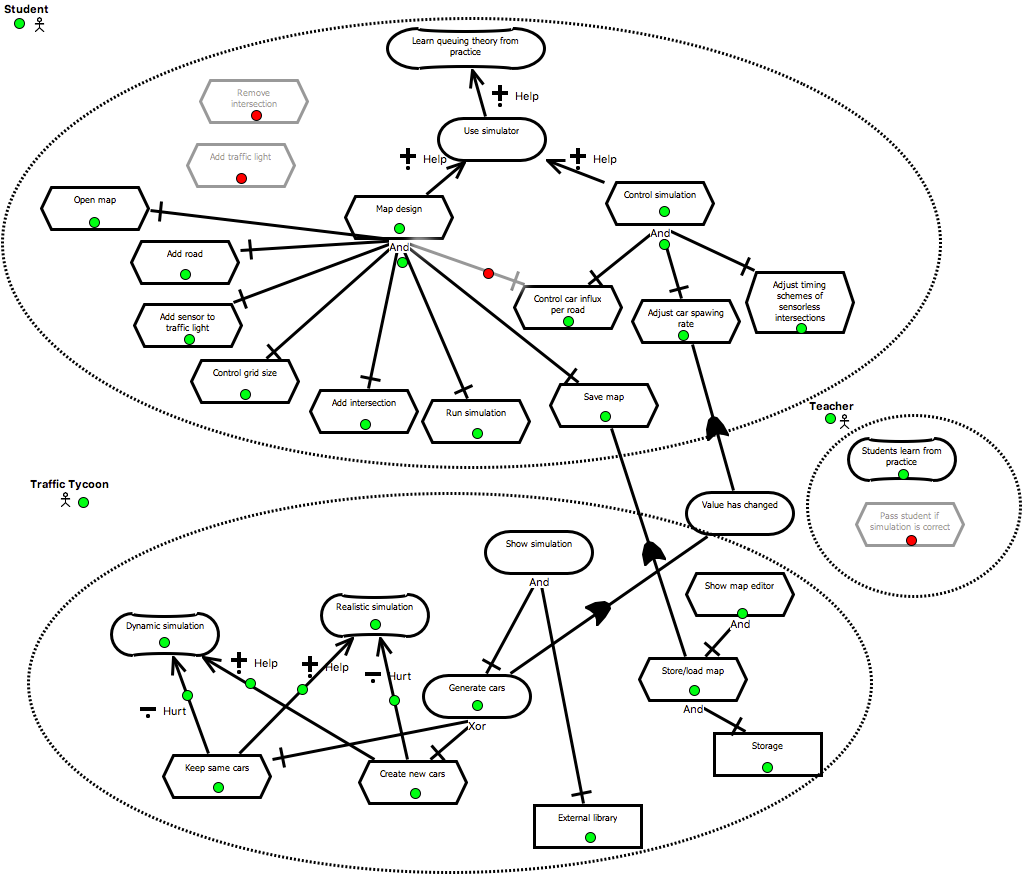 Student
Learn queuing theory from
practice
Remove
intersection
Help
Use simulator
Add traffic light
Help
Help
Open map
Map design
Control simulation
And
And
Add road
Control car influx
per road
Adjust car spawing
rate
Adjust timing
schemes of
sensorless
intersections
Add sensor to
traffic light
Control grid size
Add intersection
Run simulation
Save map
Teacher
Students learn from
practice
Pass student if
simulation is correct
Traffic Tycoon
Value has changed
Show simulation
And
Show map editor
And
Dynamic simulation
Realistic simulation
Help
Help
Hurt
Hurt
Generate cars
Xor
Store/load map
And
Storage
Keep same cars
Create new cars
External library